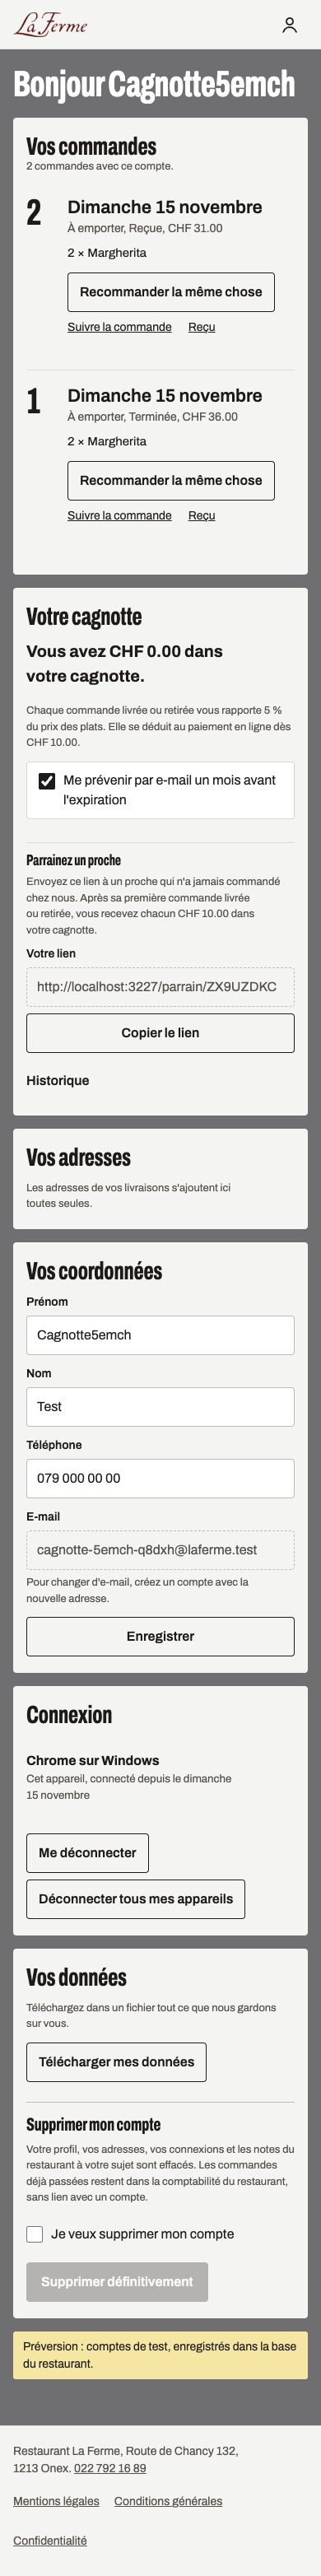 La Ferme
Bonjour Cagnotte5emch
Vos commandes
2 commandes avec ce compte.
2
Dimanche 15 novembre
À emporter, Reçue, CHF 31.00
2 × Margherita
Recommander la même chose
Suivre la commande Reçu
1
Dimanche 15 novembre
À emporter, Terminée, CHF 36.00
2 × Margherita
Recommander la même chose
Suivre la commande Reçu
Votre cagnotte
Vous avez CHF 0.00 dans
votre cagnotte.
Chaque commande livrée ou retirée vous rapporte 5 %
du prix des plats. Elle se déduit au paiement en ligne dès
CHF 10.00.
Me prévenir par e-mail un mois avant
l'expiration
Parrainez un proche
Envoyez ce lien à un proche qui n'a jamais commandé
chez nous. Après sa première commande livrée
ou retirée, vous recevez chacun CHF 10.00 dans
votre cagnotte.
Votre lien
http://localhost:3227/parrain/ZX9UZDKC
Copier le lien
Historique
Vos adresses
Les adresses de vos livraisons s'ajoutent ici
toutes seules.
Vos coordonnées
Prénom
Cagnotte5emch
Nom
Test
Téléphone
079 000 00 00
E-mail
cagnotte-5emch-q8dxh@laferme.test
Pour changer d'e-mail, créez un compte avec la
nouvelle adresse.
Enregistrer
Connexion
Chrome sur Windows
Cet appareil, connecté depuis le dimanche
15 novembre
Me déconnecter
Déconnecter tous mes appareils
Vos données
Téléchargez dans un fichier tout ce que nous gardons
sur vous.
Télécharger mes données
Supprimer mon compte
Votre profil, vos adresses, vos connexions et les notes du
restaurant à votre sujet sont effacés. Les commandes
déjà passées restent dans la comptabilité du restaurant,
sans lien avec un compte.
Je veux supprimer mon compte
Supprimer définitivement
Préversion : comptes de test, enregistrés dans la base
du restaurant.
Restaurant La Ferme, Route de Chancy 132,
1213 Onex. 022 792 16 89
Mentions légales Conditions générales
Confidentialité